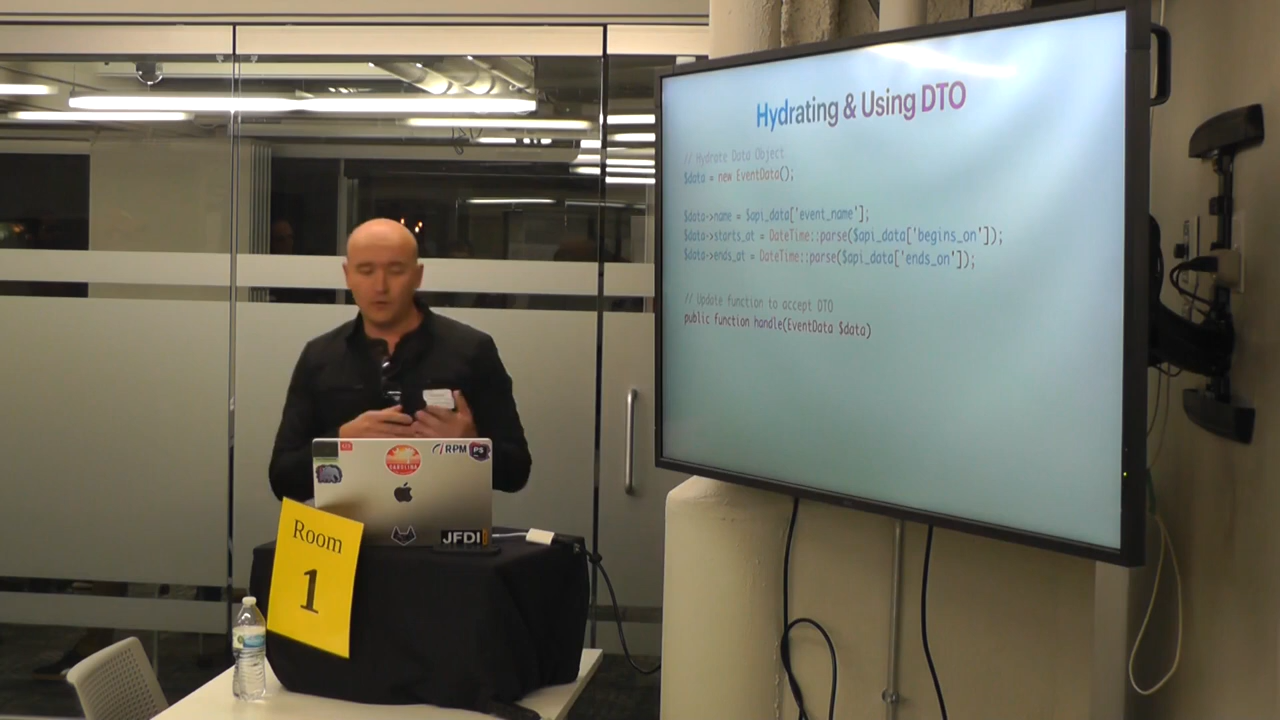 Hydrating & Using DTO
// Hydrate Data Object
$data = new EventData();
$data->name = $api_data['event_name'];
$data->starts_at = DateTime::parse($api_data['begins_on']);
$data->ends_at = DateTime::parse($api_data['ends_on']);
// Update function to accept DTO
public function handle(EventData $data)
RPM
PS
CAROLINA
JFDI
Room
1